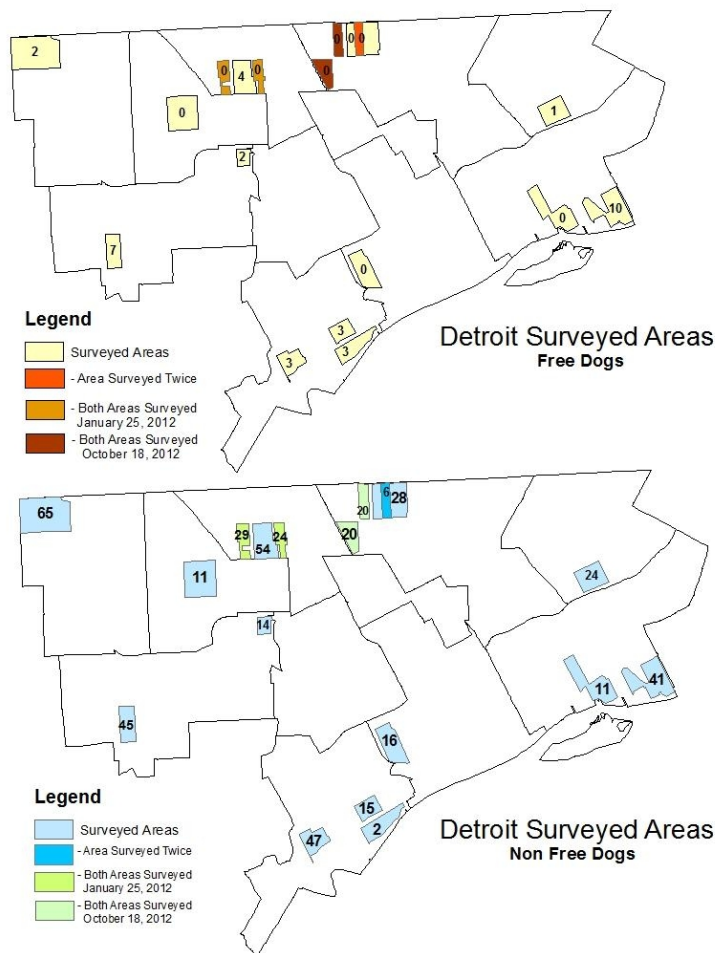 2
0
0
0
0
0
4
0
0
0
1
2
0
10
7
0
3
3
3
Legend
Surveyed Areas
- Area Surveyed Twice
- Both Areas Surveyed
January 25, 2012
- Both Areas Surveyed
October 18, 2012
Detroit Surveyed Areas
Free Dogs
65
20
6
28
29
54
24
20
11
24
14
11
41
45
16
15
2
47
Legend
Surveyed Areas
- Area Surveyed Twice
- Both Areas Surveyed
January 25, 2012
- Both Areas Surveyed
October 18, 2012
Detroit Surveyed Areas
Non Free Dogs